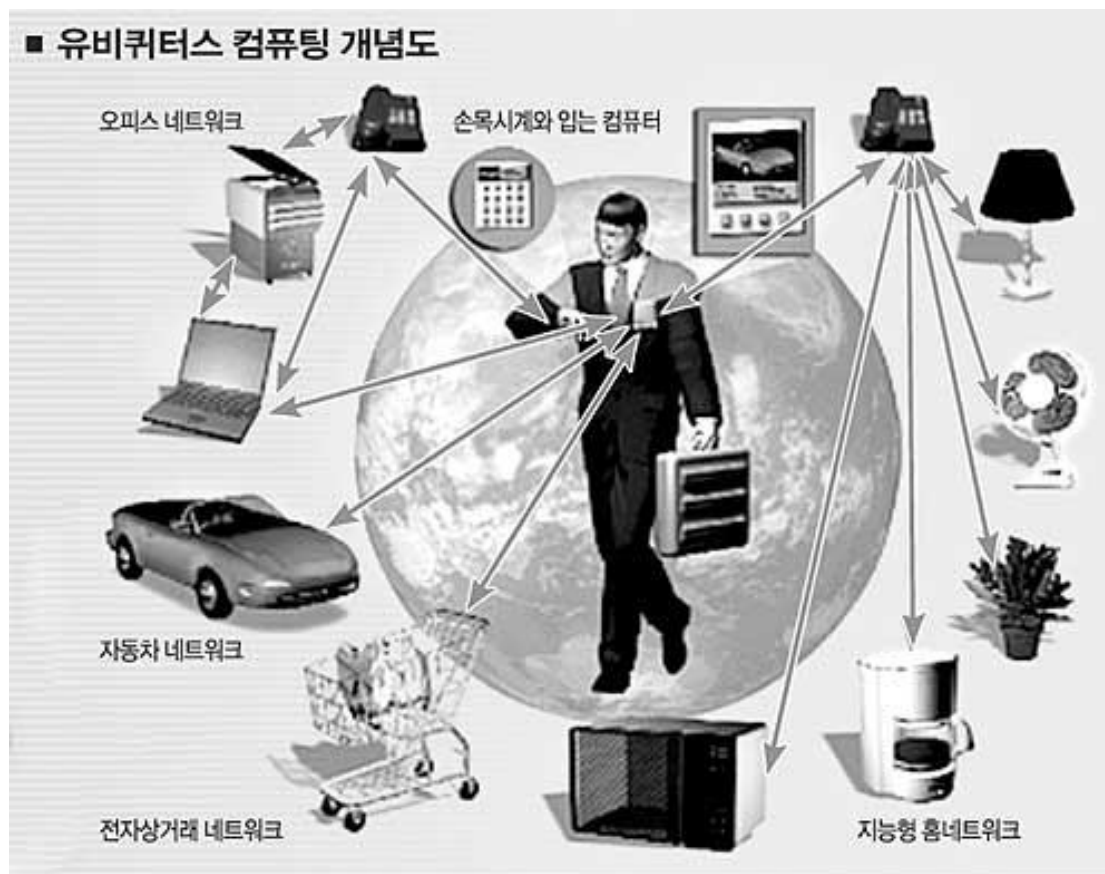 ■ 유비쿼터스 컴퓨팅 개념도
오피스 네트워크
손목시계와 입는 컴퓨터
자동차 네트워크
전자상거래 네트워크
지능형 홈네트워크